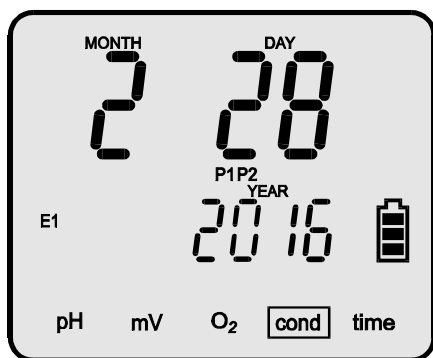 MONTH DAY
2 28
P1P2
YEAR
E1 2016
pH mV O₂ cond time